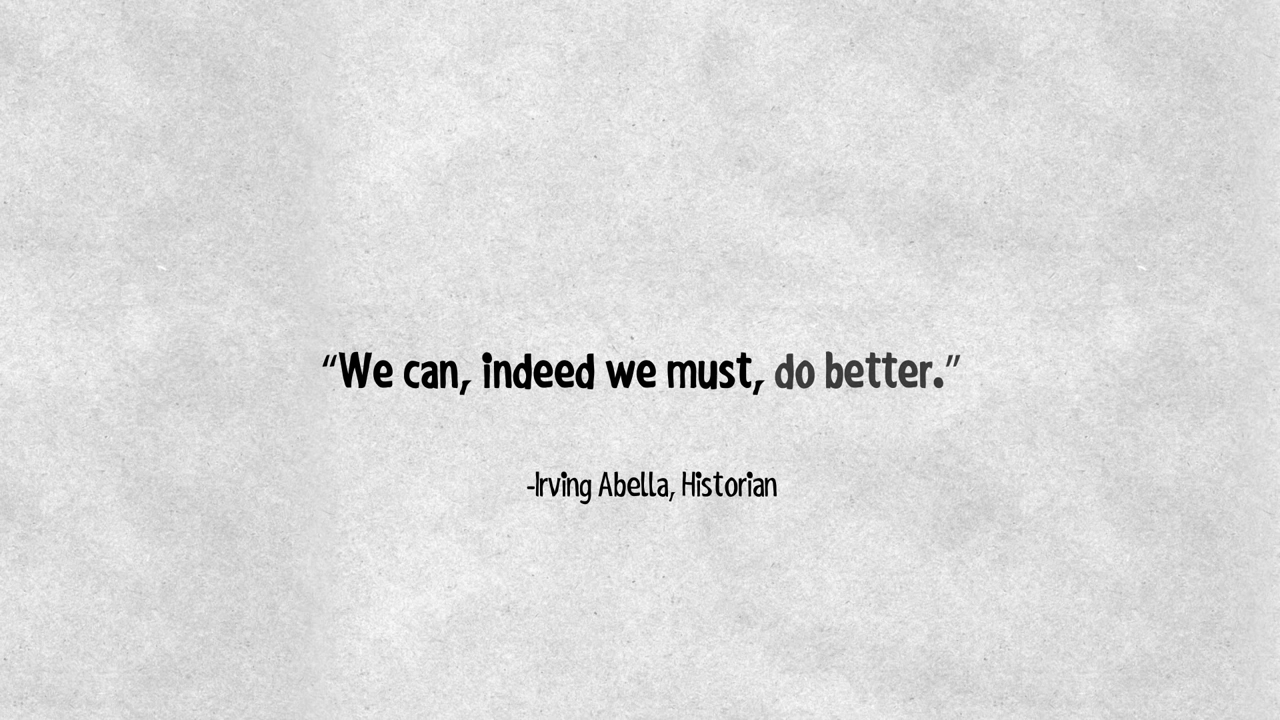 “We can, indeed we must, do better.”
-Irving Abella, Historian